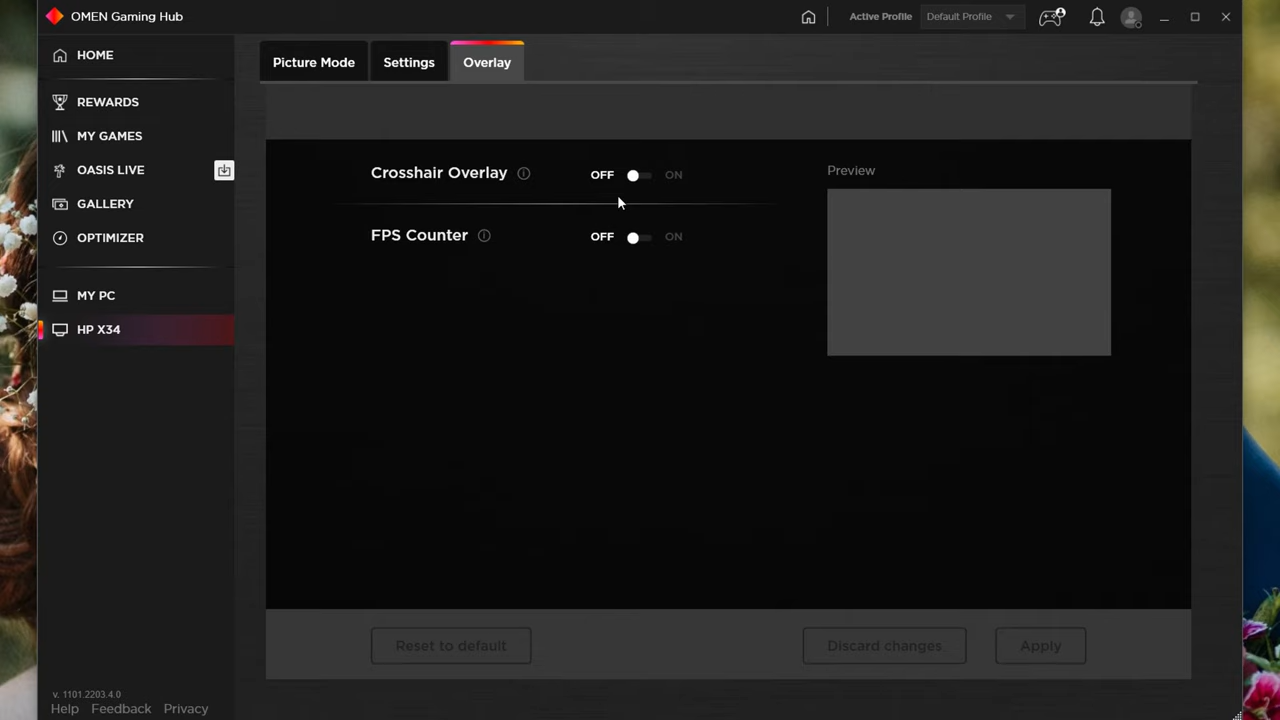 OMEN Gaming Hub
Active Profile
Default Profile
HOME
REWARDS
MY GAMES
OASIS LIVE
GALLERY
OPTIMIZER
MY PC
HP X34
Picture Mode
Settings
Overlay
Crosshair Overlay
OFF
ON
FPS Counter
OFF
ON
Preview
Reset to default
Discard changes
Apply
v. 1101.2203.4.0
Help Feedback Privacy